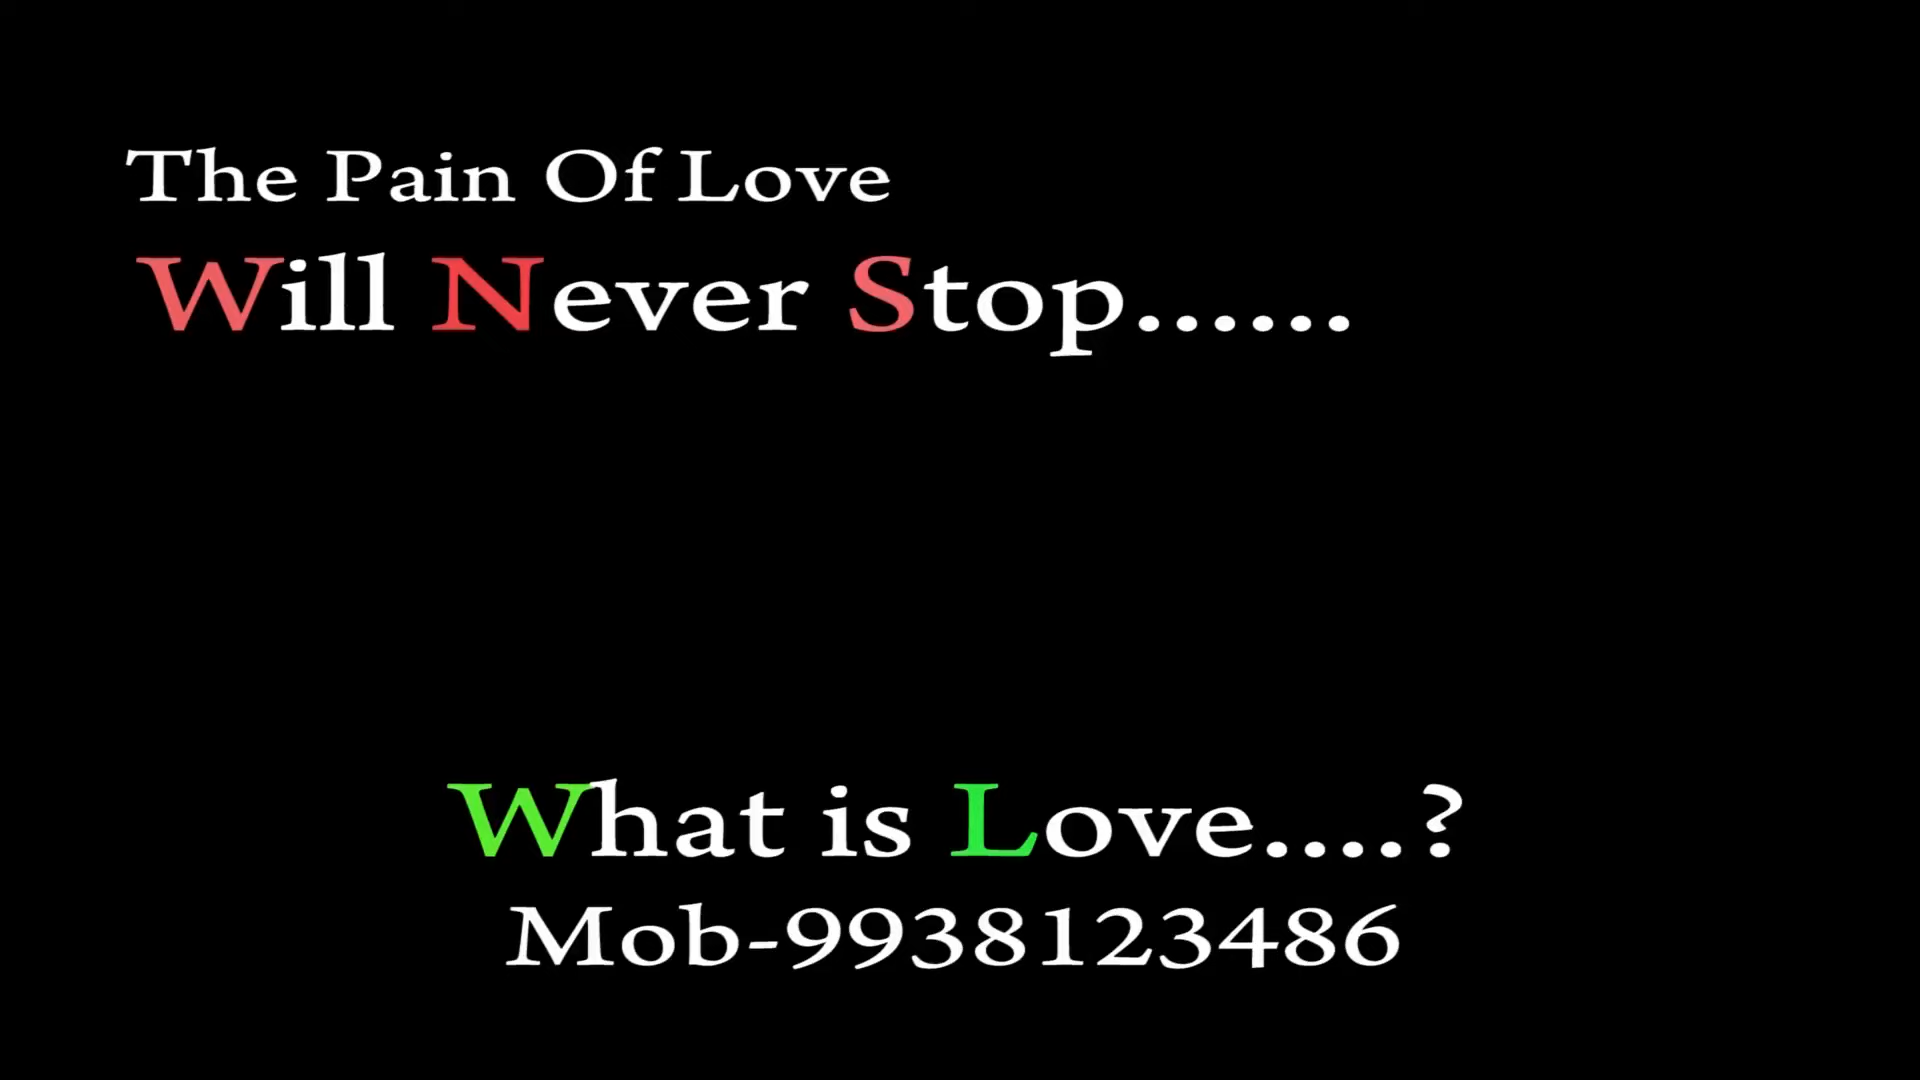 The Pain Of Love
Will Never Stop......
What is Love....?
Mob-9938123486